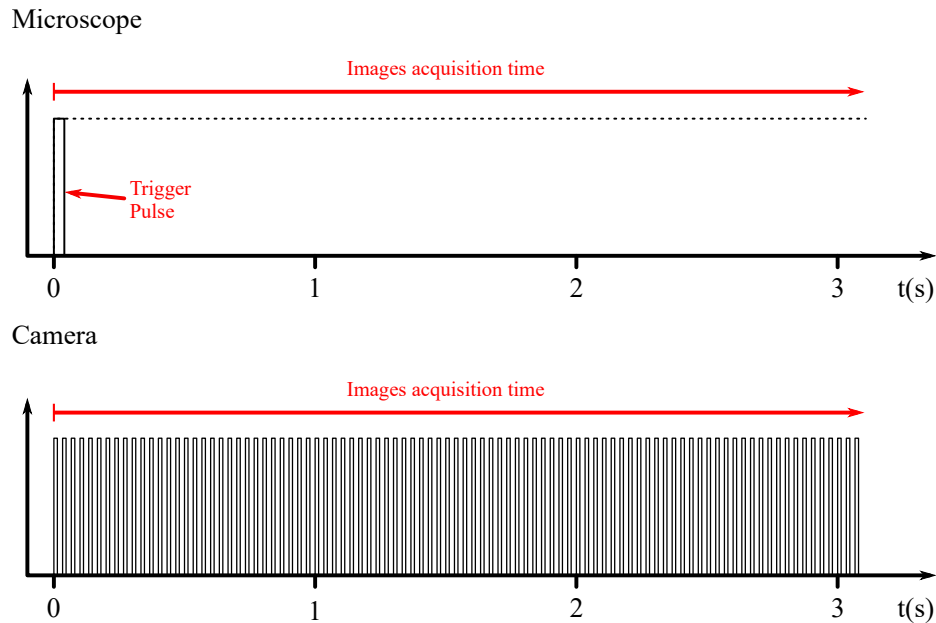 Microscope
Images acquisition time
Trigger
Pulse
0 1 2 3 t(s)
Camera
Images acquisition time
0 1 2 3 t(s)